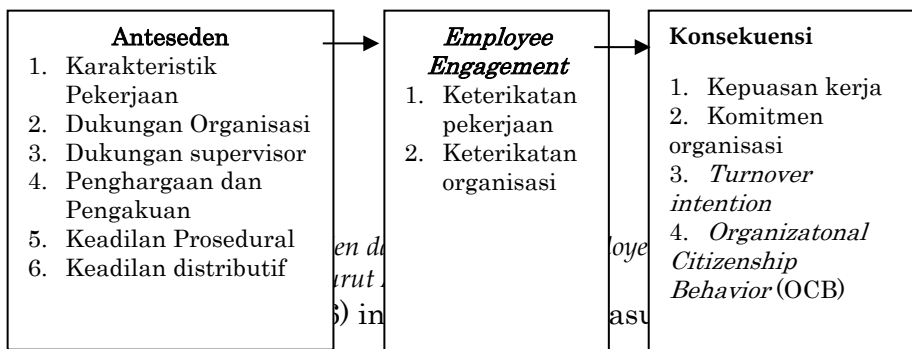 Anteseden
1. Karakteristik
Pekerjaan
2. Dukungan Organisasi
3. Dukungan supervisor
4. Penghargaan dan
Pengakuan
5. Keadilan Prosedural
6. Keadilan distributif
Employee
Engagement
1. Keterikatan
pekerjaan
2. Keterikatan
organisasi
Konsekuensi
1. Kepuasan kerja
2. Komitmen
organisasi
3. Turnover
intention
4. Organizatonal
Citizenship
Behavior (OCB)